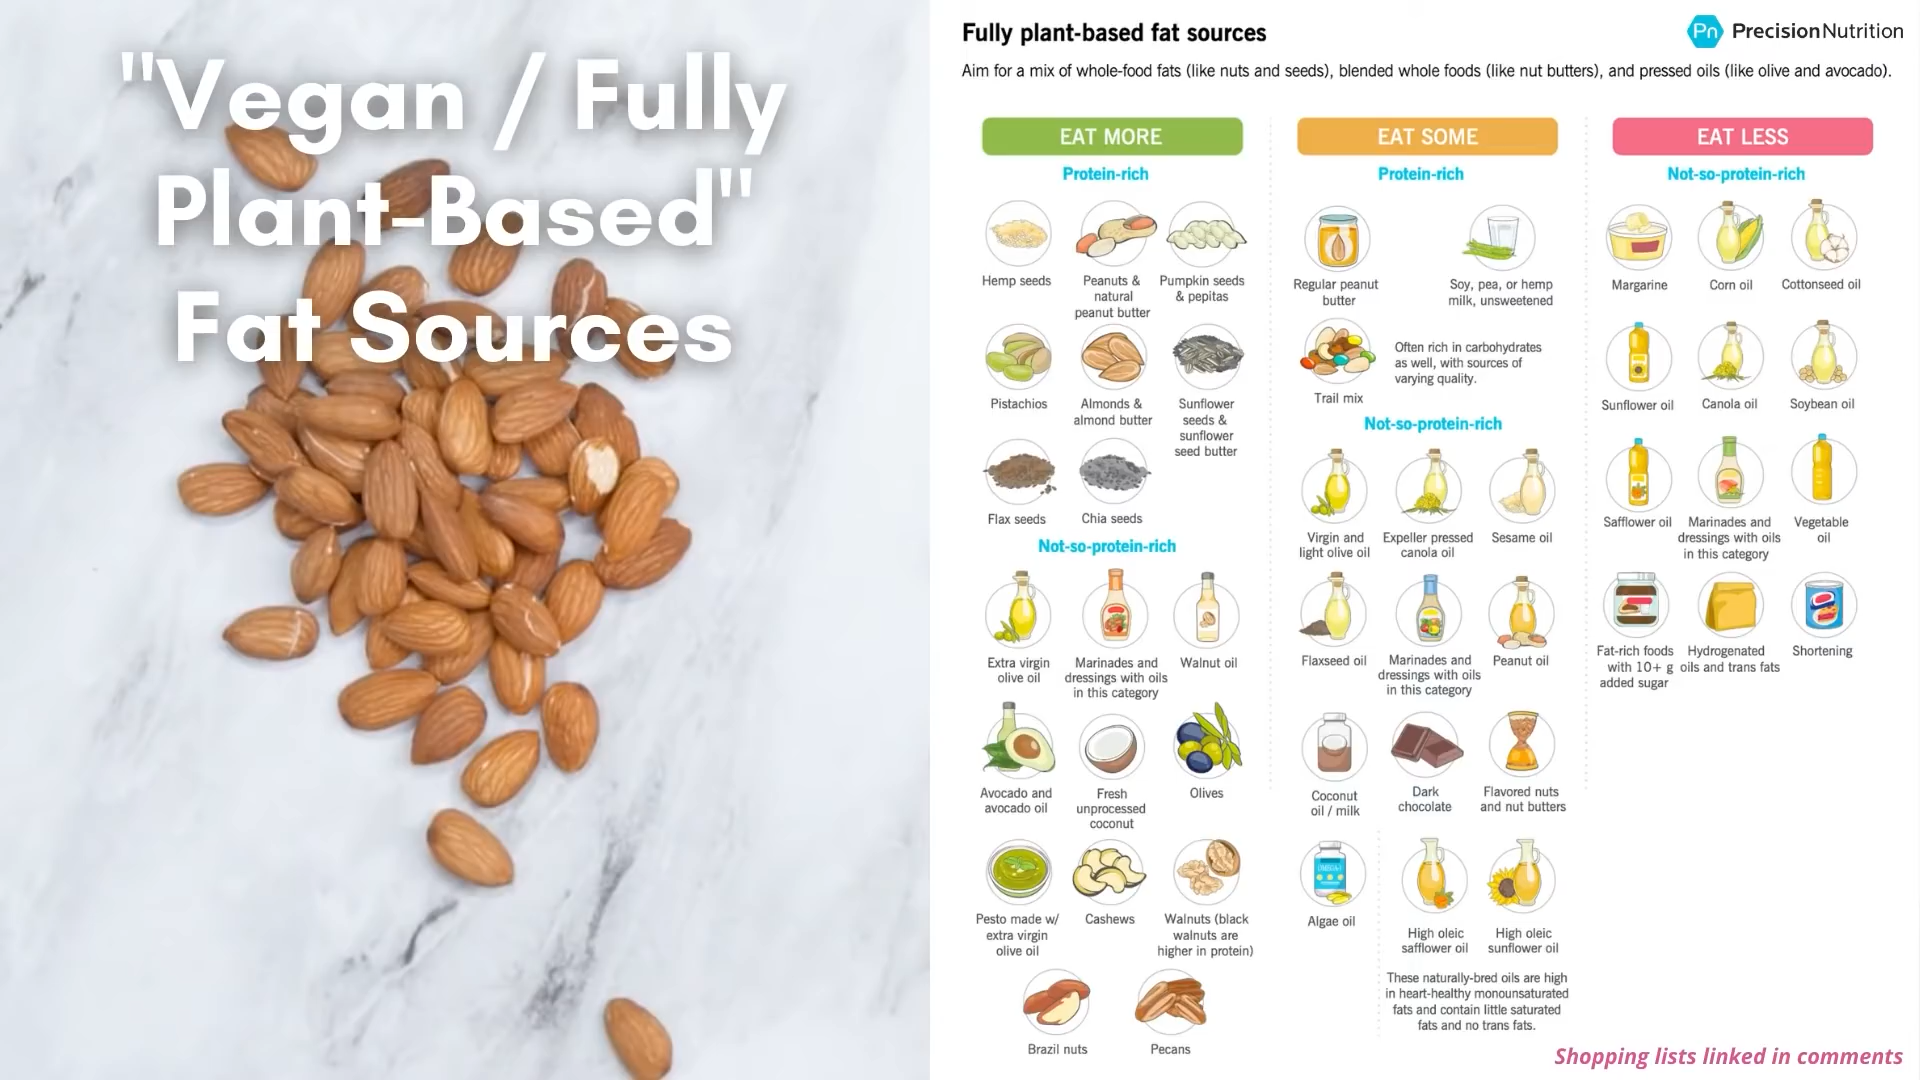 "Vegan / Fully
Plant-Based"
Fat Sources
Fully plant-based fat sources
Pn PrecisionNutrition
Aim for a mix of whole-food fats (like nuts and seeds), blended whole foods (like nut butters), and pressed oils (like olive and avocado).
EAT MORE
Protein-rich
Hemp seeds
Peanuts &
natural
peanut butter
Pumpkin seeds
& pepitas
Pistachios
Almonds &
almond butter
Sunflower
seeds &
sunflower
seed butter
Flax seeds
Chia seeds
Not-so-protein-rich
Extra virgin
olive oil
Marinades and
dressings with oils
in this category
Walnut oil
Avocado and
avocado oil
Fresh
unprocessed
coconut
Olives
Pesto made w/
extra virgin
olive oil
Cashews
Walnuts (black
walnuts are
higher in protein)
Brazil nuts
Pecans
EAT SOME
Protein-rich
Regular peanut
butter
Soy, pea, or hemp
milk, unsweetened
Trail mix
Often rich in carbohydrates
as well, with sources of
varying quality.
Not-so-protein-rich
Virgin and
light olive oil
Expeller pressed
canola oil
Sesame oil
Flaxseed oil
Marinades and
dressings with oils
in this category
Peanut oil
Coconut
oil / milk
Dark
chocolate
Flavored nuts
and nut butters
Algae oil
High oleic
safflower oil
High oleic
sunflower oil
These naturally-bred oils are high
in heart-healthy monounsaturated
fats and contain little saturated
fats and no trans fats.
EAT LESS
Not-so-protein-rich
Margarine
Corn oil
Cottonseed oil
Sunflower oil
Canola oil
Soybean oil
Safflower oil
Marinades and
dressings with oils
in this category
Vegetable
oil
Fat-rich foods
with 10+ g
added sugar
Hydrogenated
oils and trans fats
Shortening
Shopping lists linked in comments